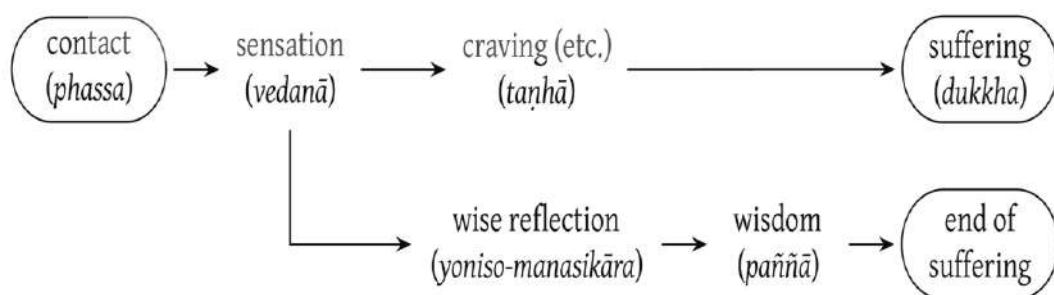 contact
(phassa)
sensation
(vedanā)
craving (etc.)
(taṇhā)
suffering
(dukkha)
wise reflection
(yoniso-manasikāra)
wisdom
(paññā)
end of
suffering